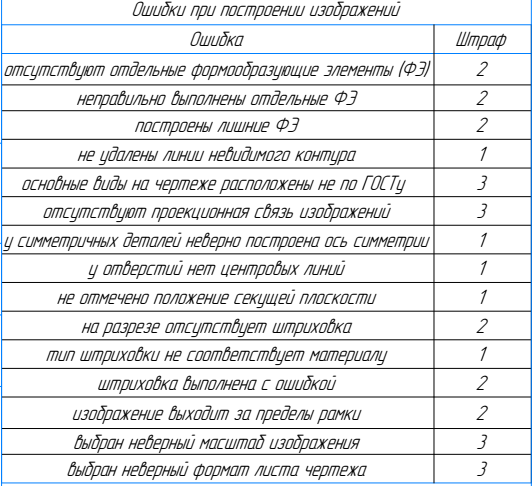 Ошибки при построении изображений
Ошибка Штраф
отсутствуют отдельные формообразующие элементы (ФЭ) 2
неправильно выполнены отдельные ФЭ 2
построены лишние ФЭ 2
не удалены линии невидимого контура 1
основные виды на чертеже расположены не по ГОСТу 3
отсутствуют проекционная связь изображений 3
у симметричных деталей неверно построена ось симметрии 1
у отверстий нет центровых линий 1
не отмечено положение секущей плоскости 1
на разрезе отсутствует штриховка 2
тип штриховки не соответствует материалу 1
штриховка выполнена с ошибкой 2
изображение выходит за пределы рамки 2
выбран неверный масштаб изображения 3
выбран неверный формат листа чертежа 3